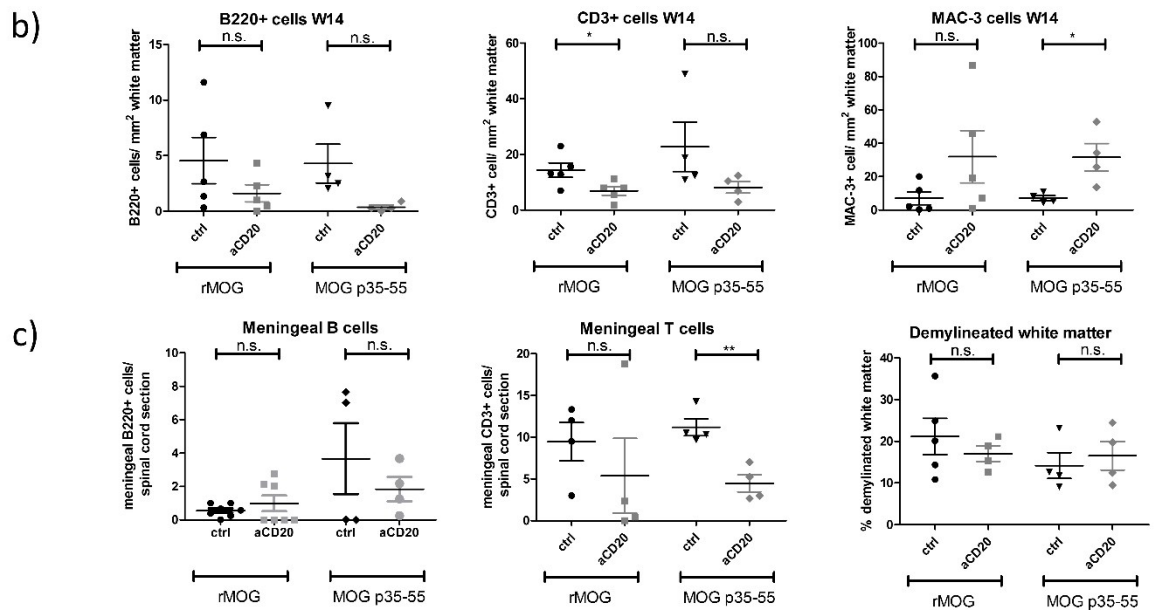 b)
B220+ cells W14
n.s.
n.s.
B220+ cells/ mm² white matter
15
10
5
0
ctrl
aCD20
ctrl
aCD20
rMOG
MOG p35-55
CD3+ cells W14
*
n.s.
CD3+ cell/ mm² white matter
60
40
20
0
ctrl
aCD20
ctrl
aCD20
rMOG
MOG p35-55
MAC-3 cells W14
n.s.
*
MAC-3+ cell/ mm² white matter
100
80
60
40
20
0
ctrl
aCD20
ctrl
aCD20
rMOG
MOG p35-55
c)
Meningeal B cells
n.s.
n.s.
meningeal B220+ cells/
spinal cord section
10
8
6
4
2
0
ctrl
aCD20
ctrl
aCD20
rMOG
MOG p35-55
Meningeal T cells
n.s.
**
meningeal CD3+ cells/
spinal cord section
20
15
10
5
0
ctrl
aCD20
ctrl
aCD20
rMOG
MOG p35-55
Demylineated white matter
n.s.
n.s.
% demylinated white matter
40
30
20
10
0
ctrl
aCD20
ctrl
aCD20
rMOG
MOG p35-55